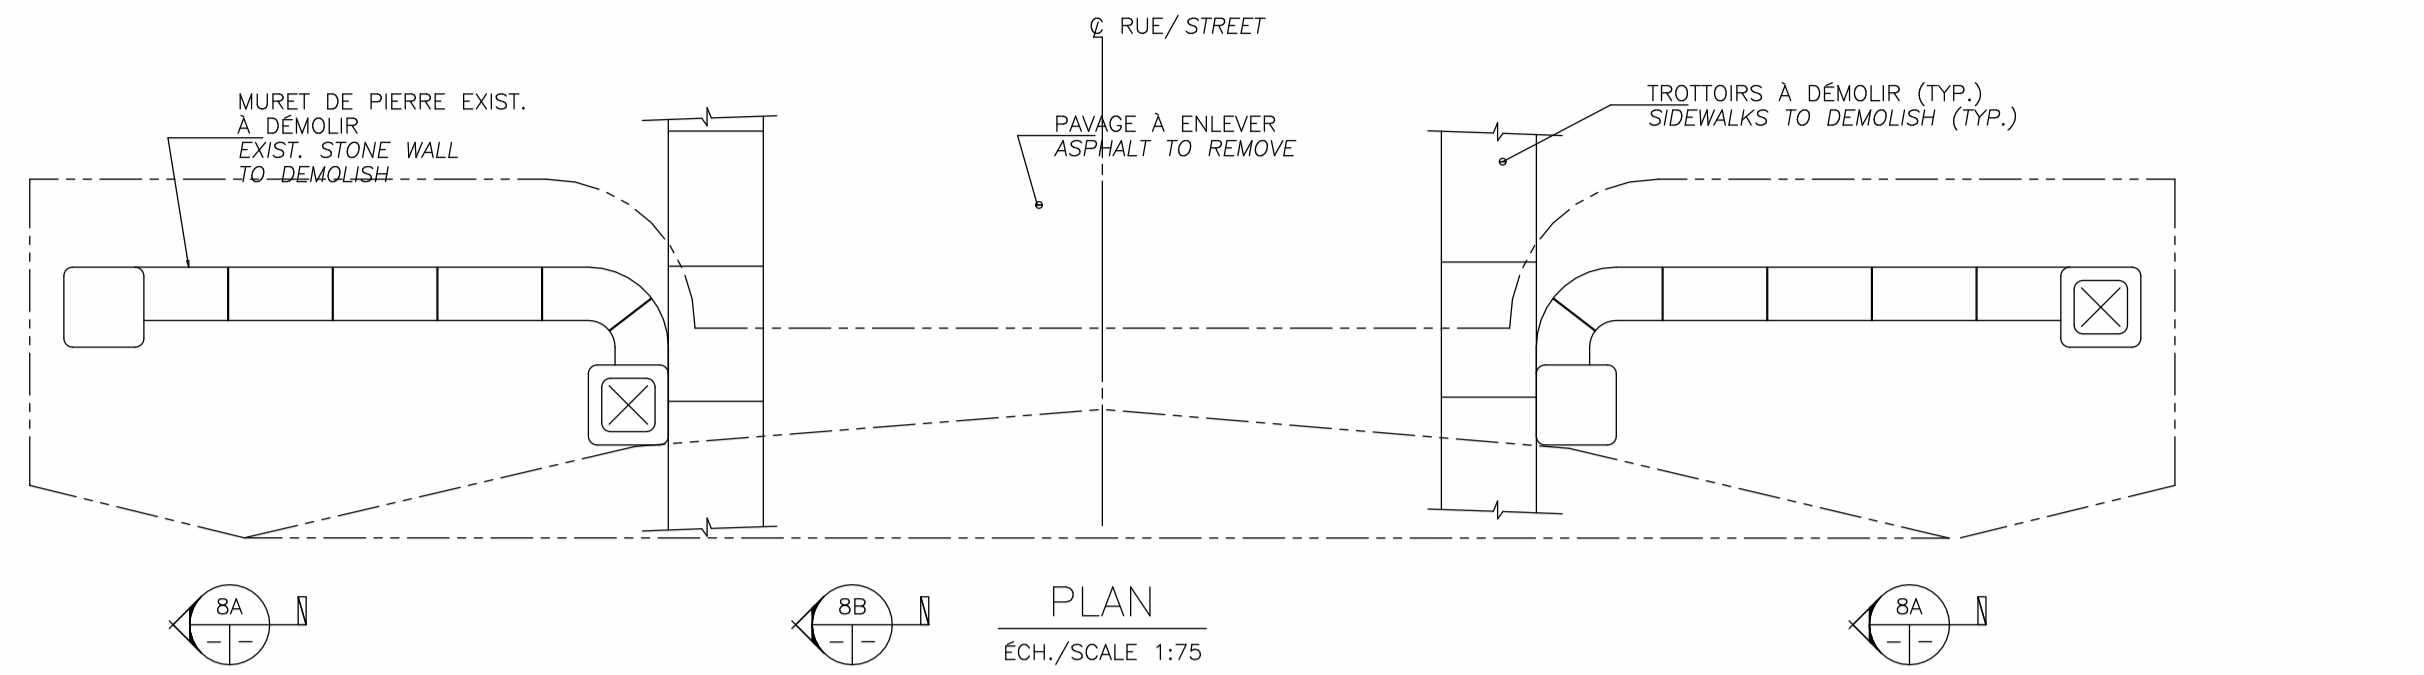 ℄ RUE/STREET
MURET DE PIERRE EXIST.
À DÉMOLIR
EXIST. STONE WALL
TO DEMOLISH
PAVAGE À ENLEVER
ASPHALT TO REMOVE
TROTTOIRS À DÉMOLIR (TYP.)
SIDEWALKS TO DEMOLISH (TYP.)
8A
8B
PLAN
ÉCH./SCALE 1:75
8A